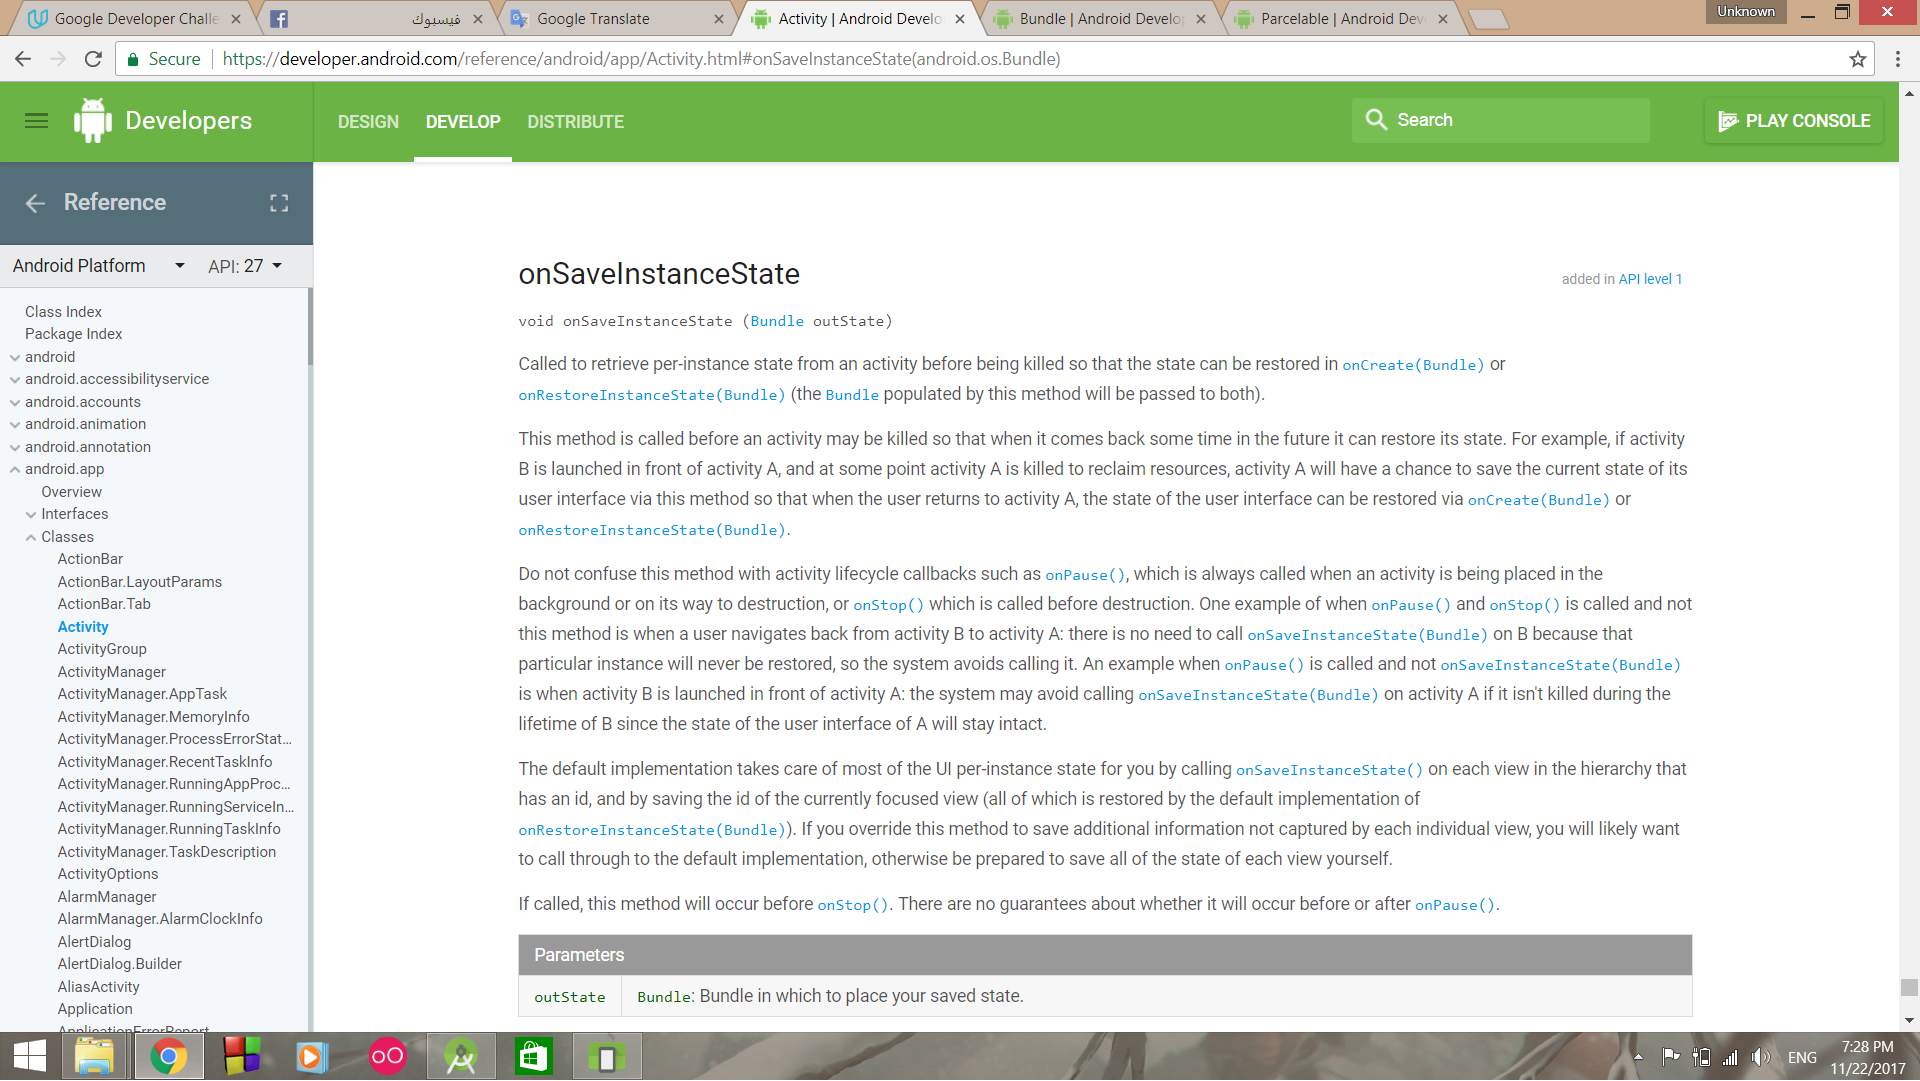 Google Developer Challe
فيسبوك
Google Translate
Activity | Android Develo
Bundle | Android Develop
Parcelable | Android Dev
Unknown
Secure
https://developer.android.com/reference/android/app/Activity.html#onSaveInstanceState(android.os.Bundle)
Developers
DESIGN
DEVELOP
DISTRIBUTE
Search
PLAY CONSOLE
Reference
Android Platform
API: 27
Class Index
Package Index
android
android.accessibilityservice
android.accounts
android.animation
android.annotation
android.app
Overview
Interfaces
Classes
ActionBar
ActionBar.LayoutParams
ActionBar.Tab
Activity
ActivityGroup
ActivityManager
ActivityManager.AppTask
ActivityManager.MemoryInfo
ActivityManager.ProcessErrorStat...
ActivityManager.RecentTaskInfo
ActivityManager.RunningAppProc...
ActivityManager.RunningServiceIn...
ActivityManager.RunningTaskInfo
ActivityManager.TaskDescription
ActivityOptions
AlarmManager
AlarmManager.AlarmClockInfo
AlertDialog
AlertDialog.Builder
AliasActivity
Application
ApplicationErrorReport
onSaveInstanceState
added in API level 1
void onSaveInstanceState (Bundle outState)
Called to retrieve per-instance state from an activity before being killed so that the state can be restored in onCreate(Bundle) or
onRestoreInstanceState(Bundle) (the Bundle populated by this method will be passed to both).
This method is called before an activity may be killed so that when it comes back some time in the future it can restore its state. For example, if activity
B is launched in front of activity A, and at some point activity A is killed to reclaim resources, activity A will have a chance to save the current state of its
user interface via this method so that when the user returns to activity A, the state of the user interface can be restored via onCreate(Bundle) or
onRestoreInstanceState(Bundle).
Do not confuse this method with activity lifecycle callbacks such as onPause(), which is always called when an activity is being placed in the
background or on its way to destruction, or onStop() which is called before destruction. One example of when onPause() and onStop() is called and not
this method is when a user navigates back from activity B to activity A: there is no need to call onSaveInstanceState(Bundle) on B because that
particular instance will never be restored, so the system avoids calling it. An example when onPause() is called and not onSaveInstanceState(Bundle)
is when activity B is launched in front of activity A: the system may avoid calling onSaveInstanceState(Bundle) on activity A if it isn't killed during the
lifetime of B since the state of the user interface of A will stay intact.
The default implementation takes care of most of the UI per-instance state for you by calling onSaveInstanceState() on each view in the hierarchy that
has an id, and by saving the id of the currently focused view (all of which is restored by the default implementation of
onRestoreInstanceState(Bundle)). If you override this method to save additional information not captured by each individual view, you will likely want
to call through to the default implementation, otherwise be prepared to save all of the state of each view yourself.
If called, this method will occur before onStop(). There are no guarantees about whether it will occur before or after onPause().
Parameters
outState
Bundle: Bundle in which to place your saved state.
ENG
7:28 PM
11/22/2017